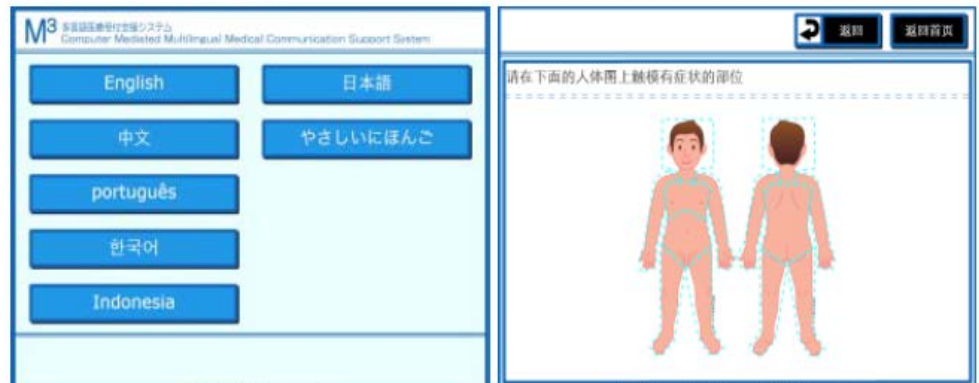 M³ 多言語医療受付支援システム
Computer Mediated Multilingual Medical Communication Support System
English
日本語
中文
やさしいにほんご
português
한국어
Indonesia
返回
返回首页
请在下面的人体图上触模有症状的部位